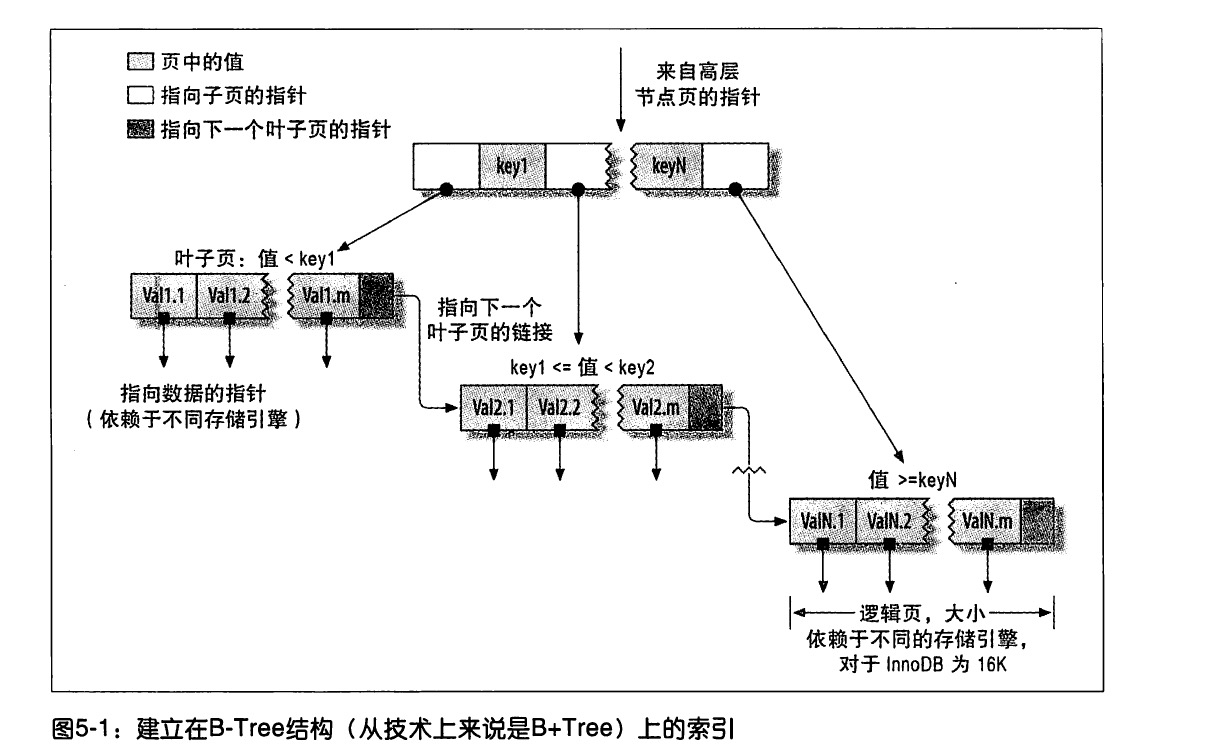 页中的值
指向子页的指针
指向下一个叶子页的指针
来自高层
节点页的指针
key1
keyN
叶子页：值 < key1
Val1.1
Val1.2
Val1.m
指向下一个
叶子页的链接
指向数据的指针
（依赖于不同存储引擎）
key1 <= 值 < key2
Val2.1
Val2.2
Val2.m
值 >=keyN
ValN.1
ValN.2
ValN.m
逻辑页，大小
依赖于不同的存储引擎，
对于 InnoDB 为 16K
图5-1：建立在B-Tree结构（从技术上来说是B+Tree）上的索引